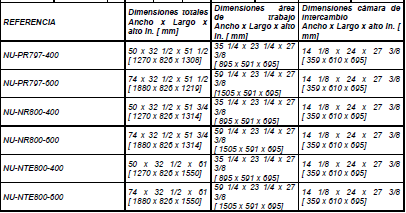 REFERENCIA
Dimensiones totales
Ancho x Largo x
alto in. [ mm]
Dimensiones área
de trabajo
Ancho x Largo x alto
in. [ mm]
Dimensiones cámara de
intercambio
Ancho x Largo x alto in. [
mm]
NU-PR797-400
50 x 32 1/2 x 51 1/2
[ 1270 x 826 x 1308]
35 1/4 x 23 1/4 x 27
3/8
[ 895 x 591 x 695]
14 1/8 x 24 x 27 3/8
[ 359 x 610 x 695]
NU-PR797-600
74 x 32 1/2 x 51 1/2
[ 1880 x 826 x 1219]
59 1/4 x 23 1/4 x 27
3/8
[1505 x 591 x 695]
14 1/8 x 24 x 27 3/8
[ 359 x 610 x 695]
NU-NR800-400
50 x 32 1/2 x 51 3/4
[ 1270 x 826 x 1314]
35 1/4 x 23 1/4 x 27
3/8
[ 895 x 591 x 695]
14 1/8 x 24 x 27 3/8
[ 359 x 610 x 695]
NU-NR800-600
74 x 32 1/2 x 51 3/4
[ 1880 x 826 x 1314]
59 1/4 x 23 1/4 x 27
3/8
[ 1505 x 591 x 695]
14 1/8 x 24 x 27 3/8
[ 359 x 610 x 695]
NU-NTE800-400
50 x 32 1/2 x 61
[ 1270 x 826 x 1550]
35 1/4 x 23 1/4 x 27
3/8
[ 895 x 591 x 695]
14 1/8 x 24 x 27 3/8
[ 359 x 610 x 695]
NU-NTE800-600
74 x 32 1/2 x 61
[ 1880 x 826 x 1550]
59 1/4 x 23 1/4 x 27
3/8
[ 1505 x 591 x 695]
14 1/8 x 24 x 27 3/8
[ 359 x 610 x 695]